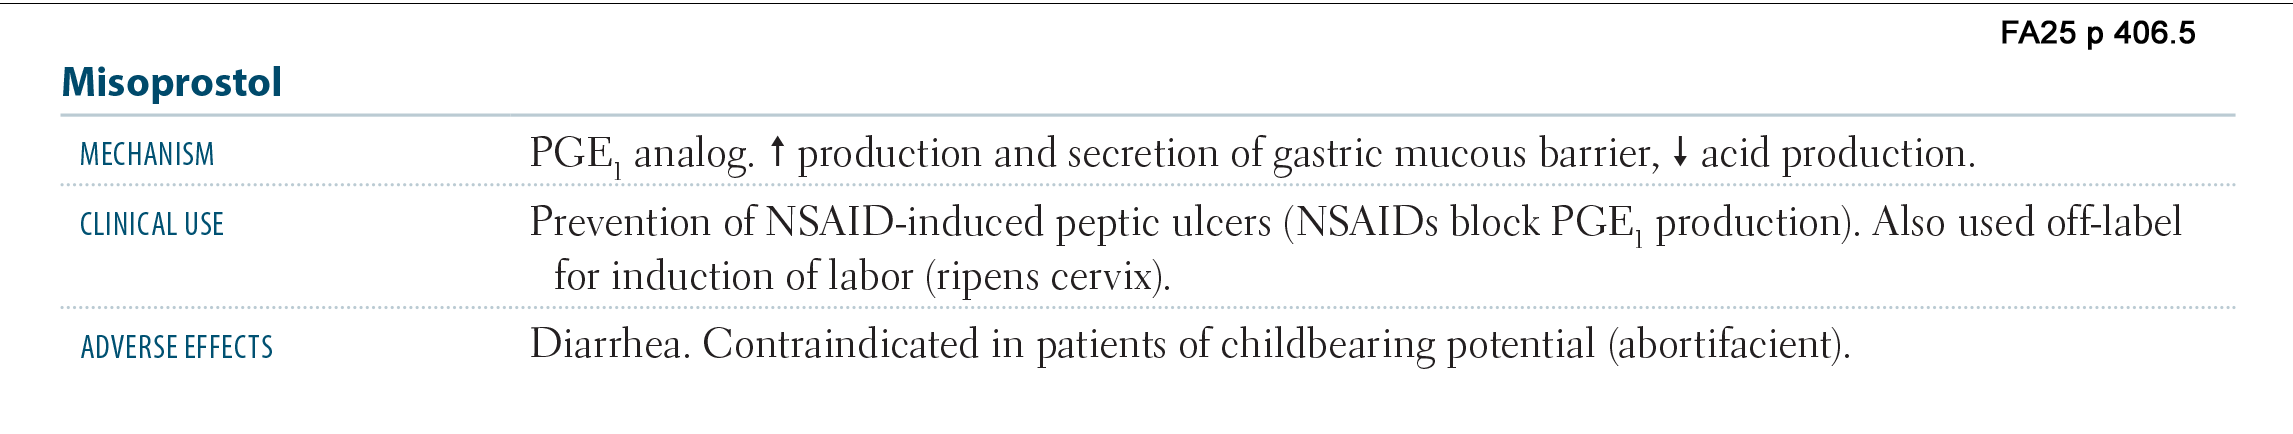 FA25 p 406.5
Misoprostol
MECHANISM PGE₁ analog. ↑ production and secretion of gastric mucous barrier, ↓ acid production.
CLINICAL USE Prevention of NSAID-induced peptic ulcers (NSAIDs block PGE₁ production). Also used off-label
for induction of labor (ripens cervix).
ADVERSE EFFECTS Diarrhea. Contraindicated in patients of childbearing potential (abortifacient).